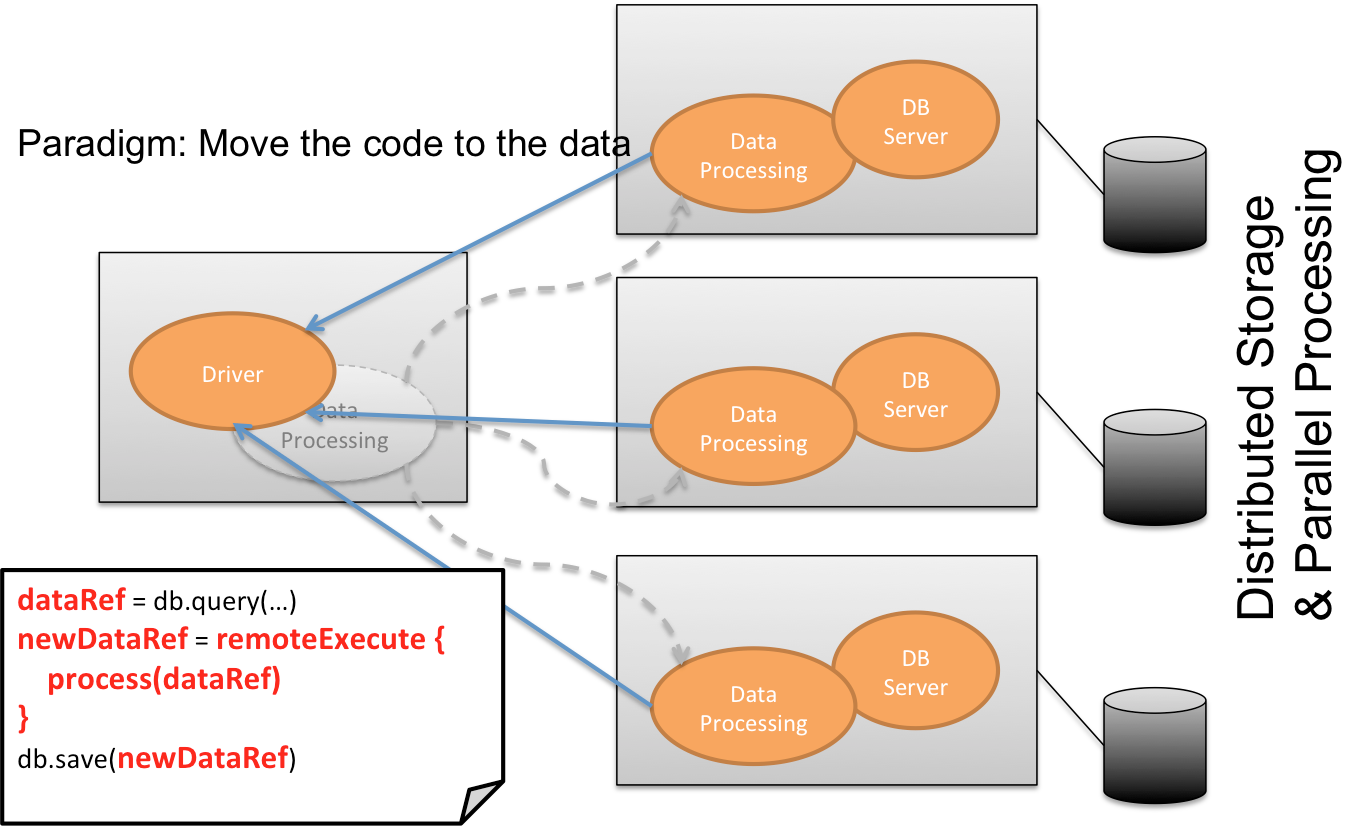 Paradigm: Move the code to the data
Data
Processing
DB
Server
Driver
Data
Processing
Data
Processing
DB
Server
Data
Processing
DB
Server
Distributed Storage
& Parallel Processing
dataRef = db.query(…)
newDataRef = remoteExecute {
process(dataRef)
}
db.save(newDataRef)